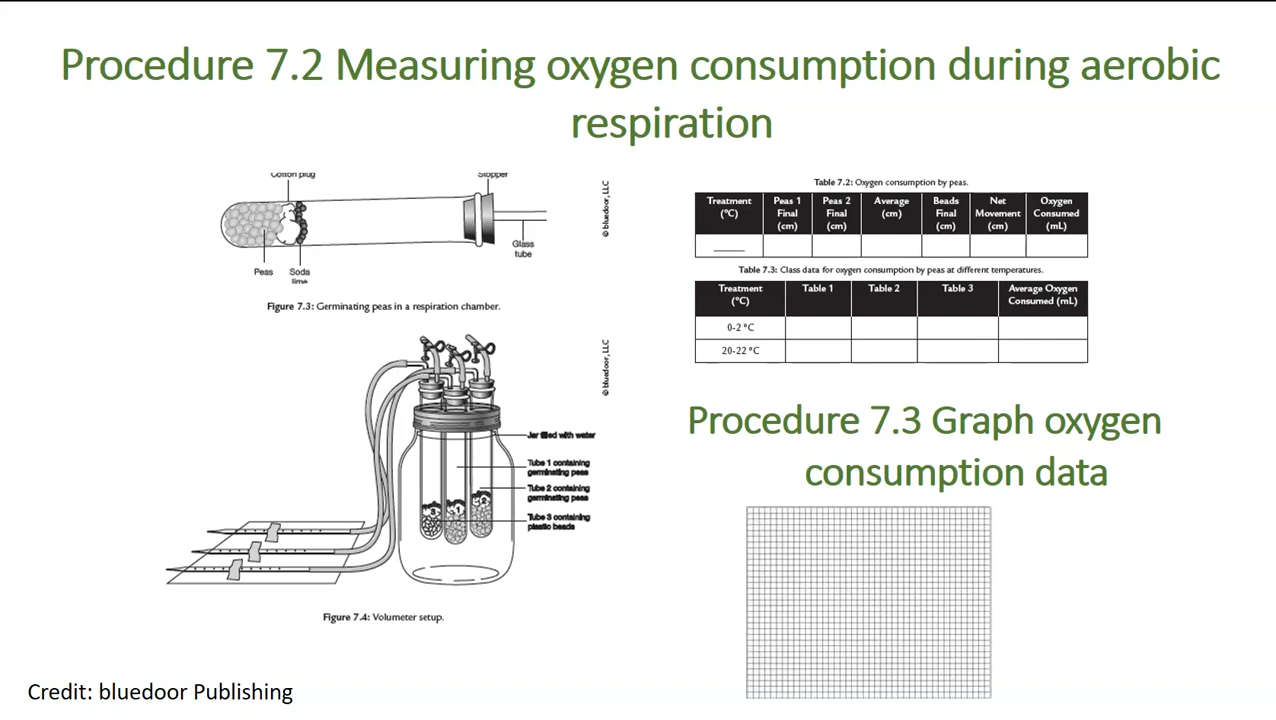 Procedure 7.2 Measuring oxygen consumption during aerobic
respiration
Cotton plug
Stopper
Glass
tube
Peas
Soda
lime
© bluedoor, LLC
Figure 7.3: Germinating peas in a respiration chamber.
© bluedoor, LLC
Jar filled with water
Tube 1 containing
germinating peas
Tube 2 containing
germinating peas
Tube 3 containing
plastic beads
3
1
2
Figure 7.4: Volumeter setup.
Table 7.2: Oxygen consumption by peas.
Treatment (°C) Peas 1 Final (cm) Peas 2 Final (cm) Average (cm) Beads Final (cm) Net Movement (cm) Oxygen Consumed (mL)
Table 7.3: Class data for oxygen consumption by peas at different temperatures.
Treatment (°C) Table 1 Table 2 Table 3 Average Oxygen Consumed (mL)
0-2 °C
20-22 °C
Procedure 7.3 Graph oxygen
consumption data
Credit: bluedoor Publishing